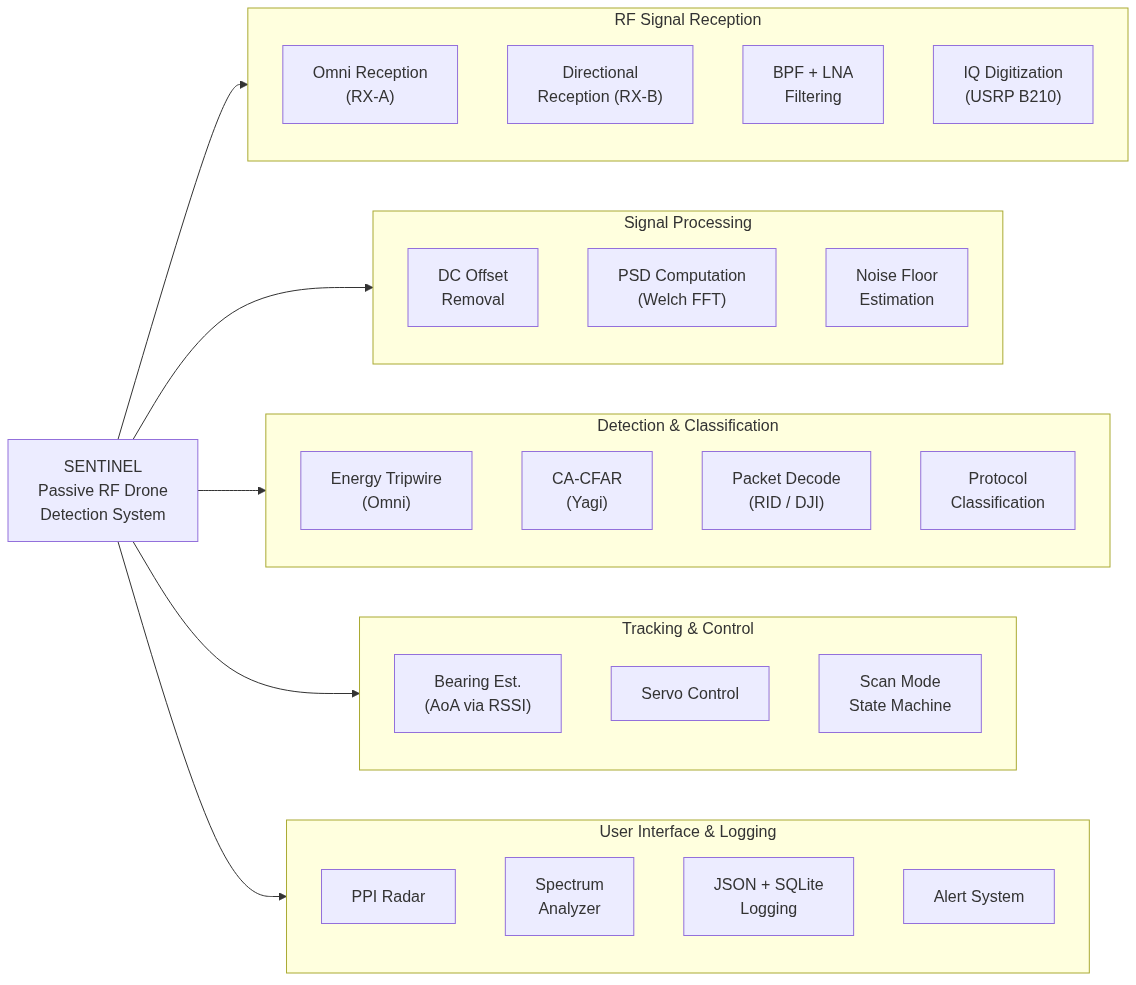 RF Signal Reception
Omni Reception
(RX-A)
Directional
Reception (RX-B)
BPF + LNA
Filtering
IQ Digitization
(USRP B210)
Signal Processing
DC Offset
Removal
PSD Computation
(Welch FFT)
Noise Floor
Estimation
SENTINEL
Passive RF Drone
Detection System
Detection & Classification
Energy Tripwire
(Omni)
CA-CFAR
(Yagi)
Packet Decode
(RID / DJI)
Protocol
Classification
Tracking & Control
Bearing Est.
(AoA via RSSI)
Servo Control
Scan Mode
State Machine
User Interface & Logging
PPI Radar
Spectrum
Analyzer
JSON + SQLite
Logging
Alert System